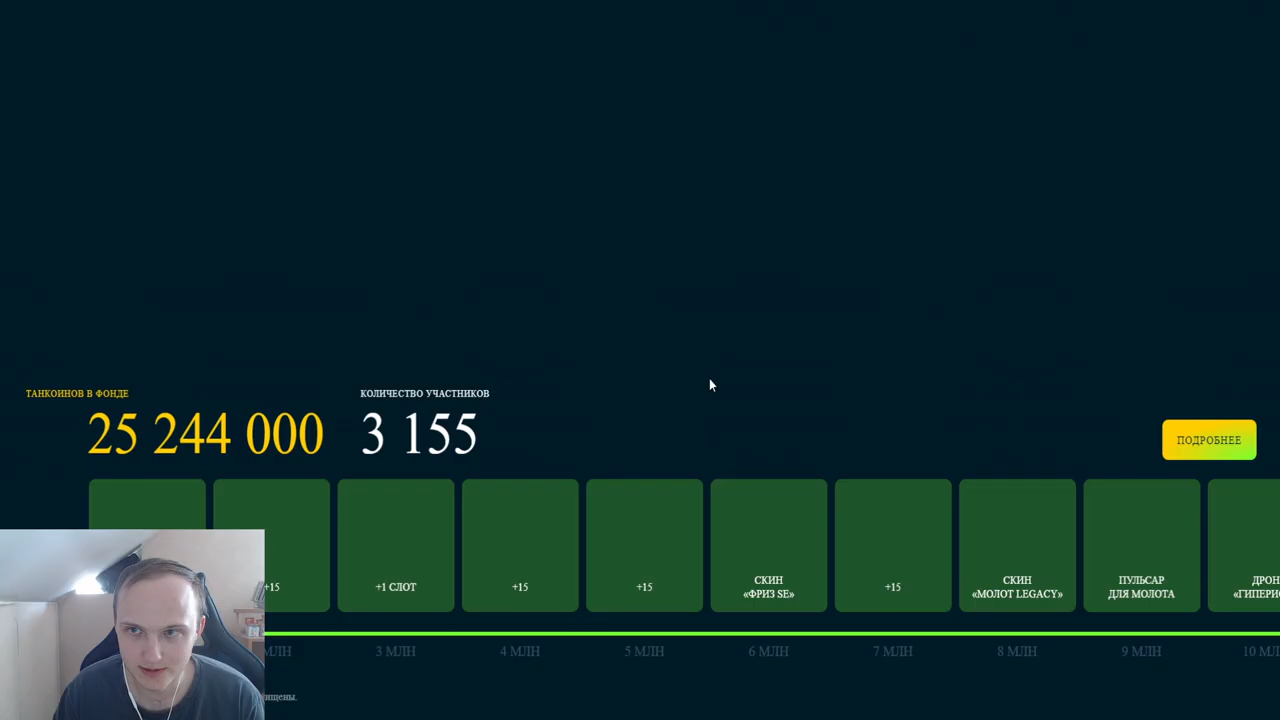 ТАНКОИНОВ В ФОНДЕ
25 244 000
КОЛИЧЕСТВО УЧАСТНИКОВ
3 155
ПОДРОБНЕЕ
+15
+1 СЛОТ
+15
+15
СКИН
«ФРИЗ SE»
+15
СКИН
«МОЛОТ LEGACY»
ПУЛЬСАР
ДЛЯ МОЛОТА
МЛН
3 МЛН
4 МЛН
5 МЛН
6 МЛН
7 МЛН
8 МЛН
9 МЛН